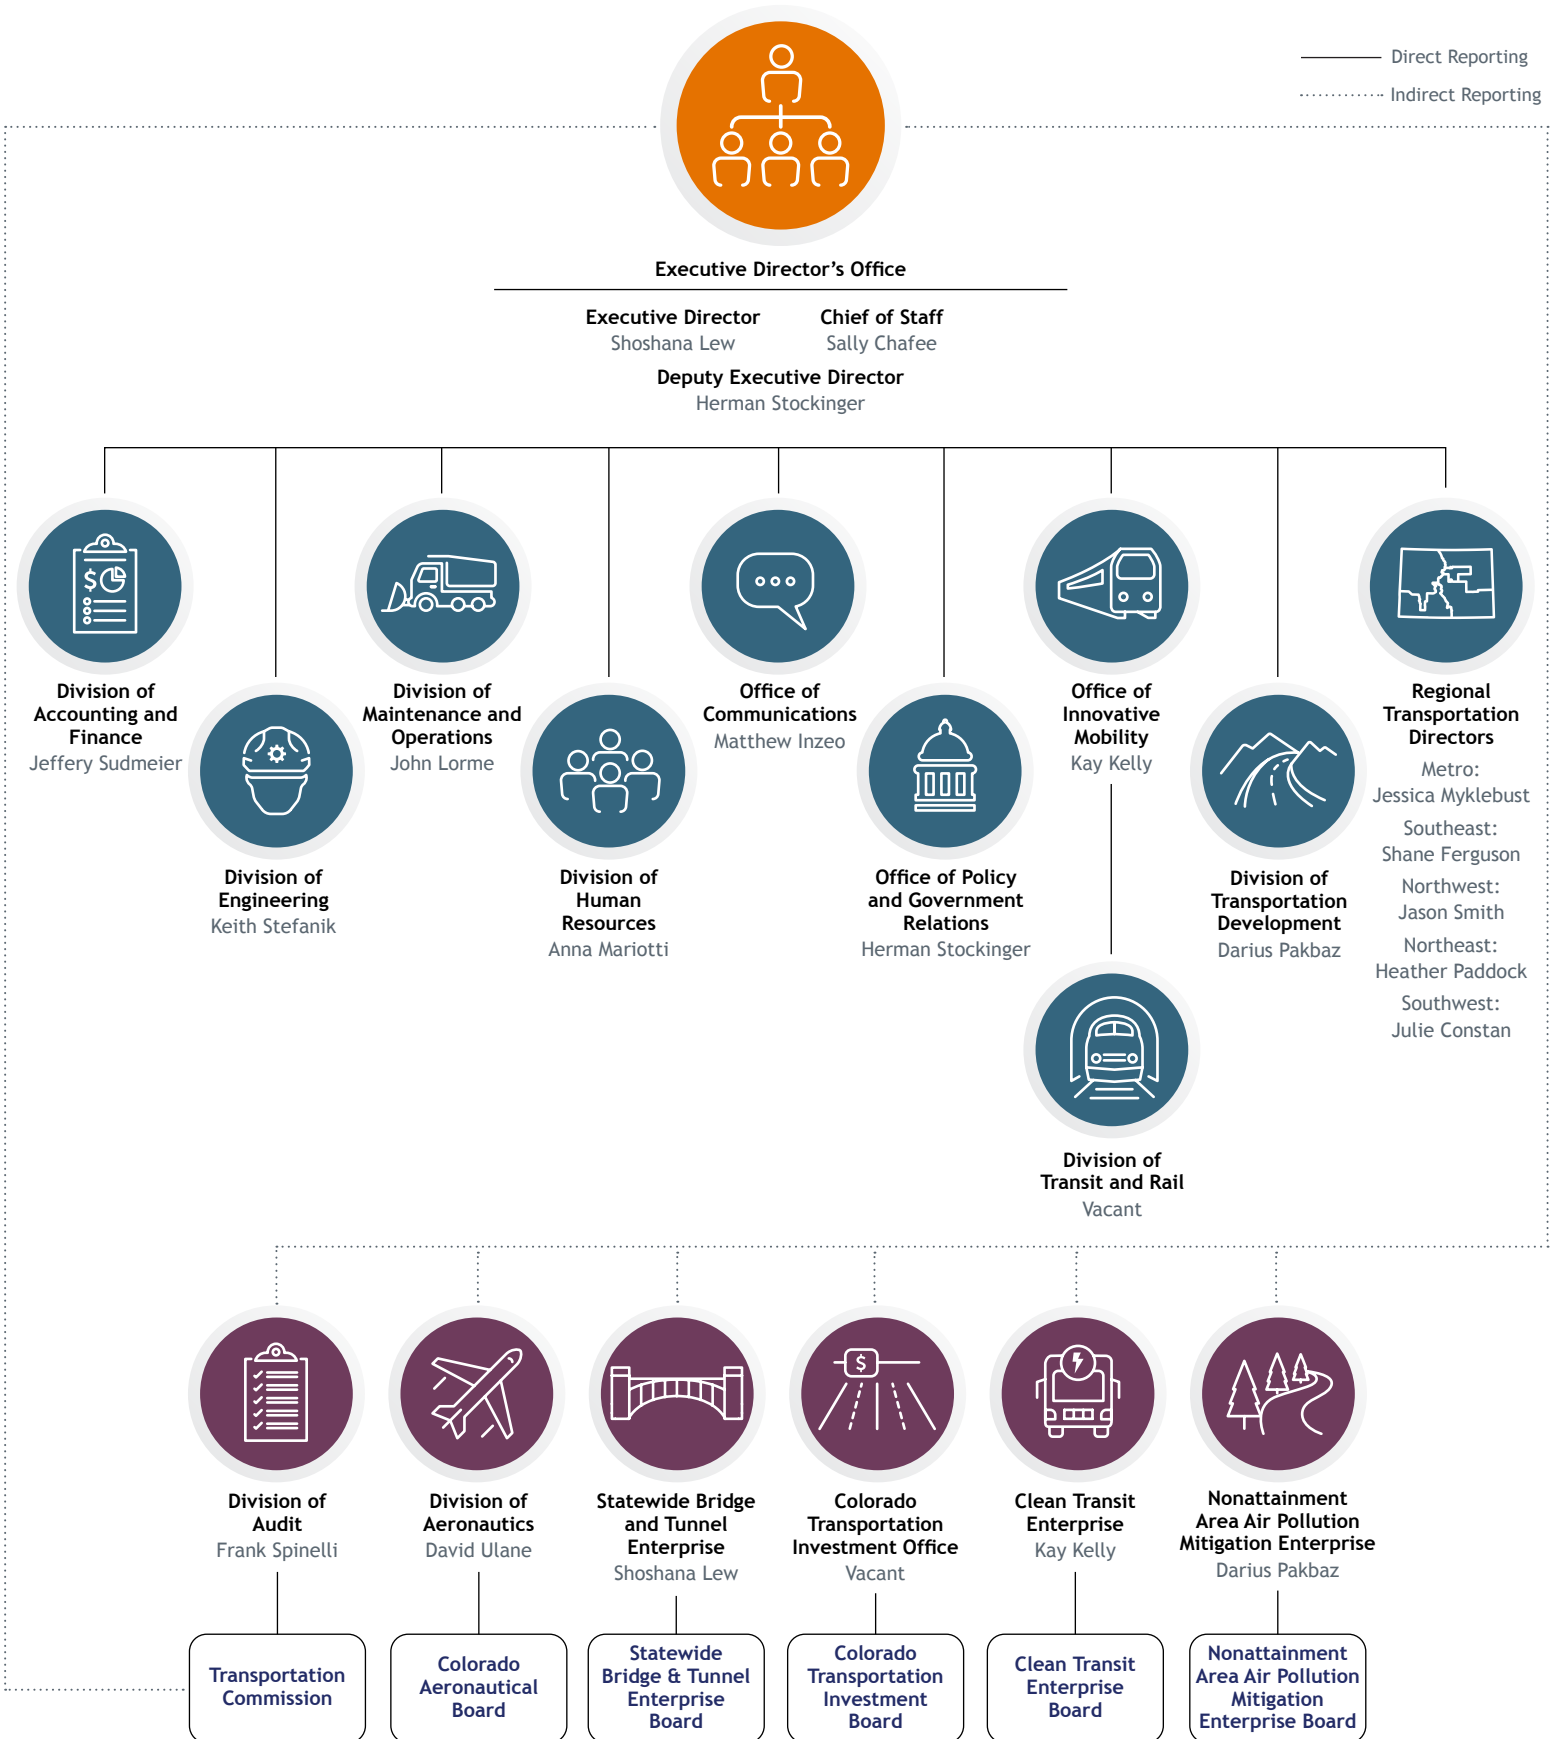 Direct Reporting
Indirect Reporting
Executive Director’s Office
Executive Director
Shoshana Lew
Chief of Staff
Sally Chafee
Deputy Executive Director
Herman Stockinger
$
Division of
Accounting and
Finance
Jeffery Sudmeier
Division of
Engineering
Keith Stefanik
Division of
Maintenance and
Operations
John Lorme
Division of
Human
Resources
Anna Mariotti
Office of
Communications
Matthew Inzeo
Office of Policy
and Government
Relations
Herman Stockinger
Office of
Innovative
Mobility
Kay Kelly
Division of
Transportation
Development
Darius Pakbaz
Regional
Transportation
Directors
Metro:
Jessica Myklebust
Southeast:
Shane Ferguson
Northwest:
Jason Smith
Northeast:
Heather Paddock
Southwest:
Julie Constan
Division of
Transit and Rail
Vacant
Division of
Audit
Frank Spinelli
Division of
Aeronautics
David Ulane
Statewide Bridge
and Tunnel
Enterprise
Shoshana Lew
$
Colorado
Transportation
Investment Office
Vacant
Clean Transit
Enterprise
Kay Kelly
Nonattainment
Area Air Pollution
Mitigation Enterprise
Darius Pakbaz
Transportation
Commission
Colorado
Aeronautical
Board
Statewide
Bridge & Tunnel
Enterprise
Board
Colorado
Transportation
Investment
Board
Clean Transit
Enterprise
Board
Nonattainment
Area Air Pollution
Mitigation
Enterprise Board